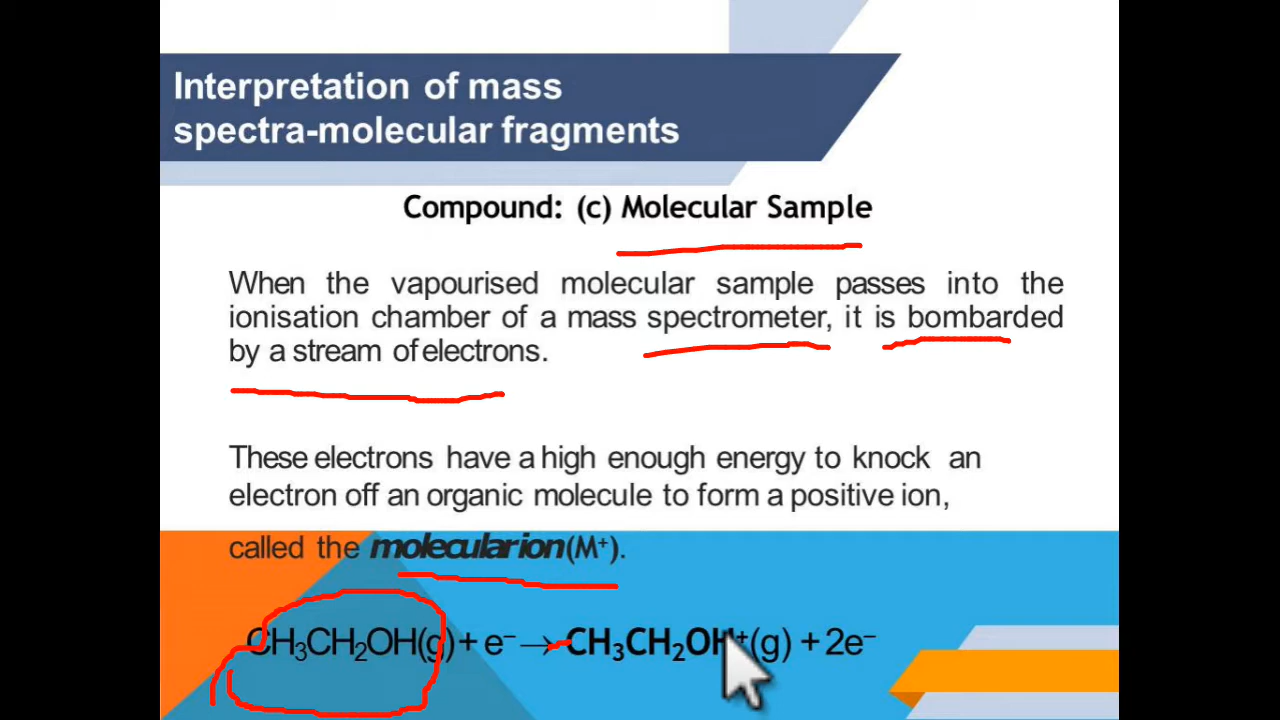 Interpretation of mass
spectra-molecular fragments
Compound: (c) Molecular Sample
When the vapourised molecular sample passes into the
ionisation chamber of a mass spectrometer, it is bombarded
by a stream of electrons.
These electrons have a high enough energy to knock an
electron off an organic molecule to form a positive ion,
called the molecular ion (M⁺).
CH₃CH₂OH(g) + e⁻ → CH₃CH₂OH⁺(g) + 2e⁻